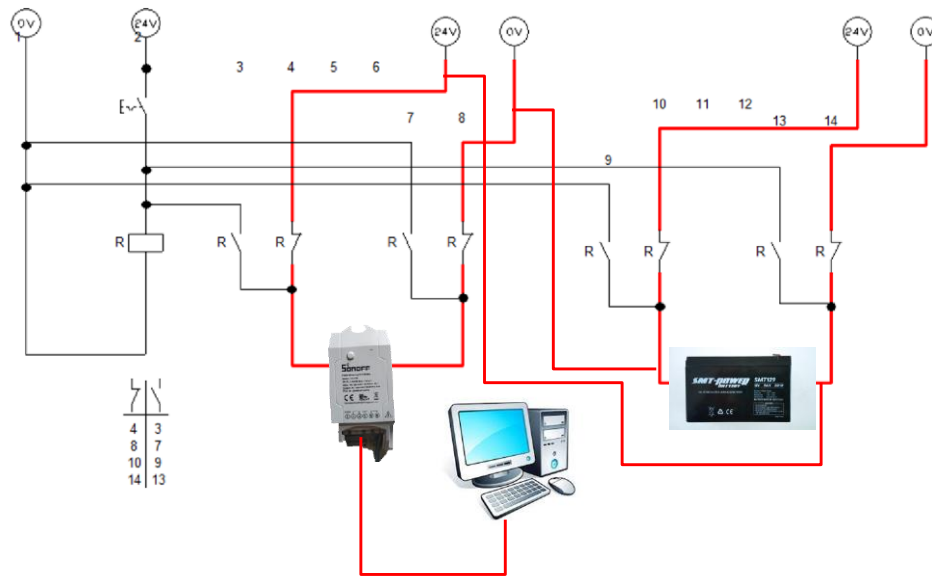 0V 24V
1 2
24V 0V 24V 0V
3 4 5 6
10 11 12
7 8
13 14
9
R R R R R R R R R
SONOFF
SMT-POWER
SMT129
4 3
8 7
10 9
14 13